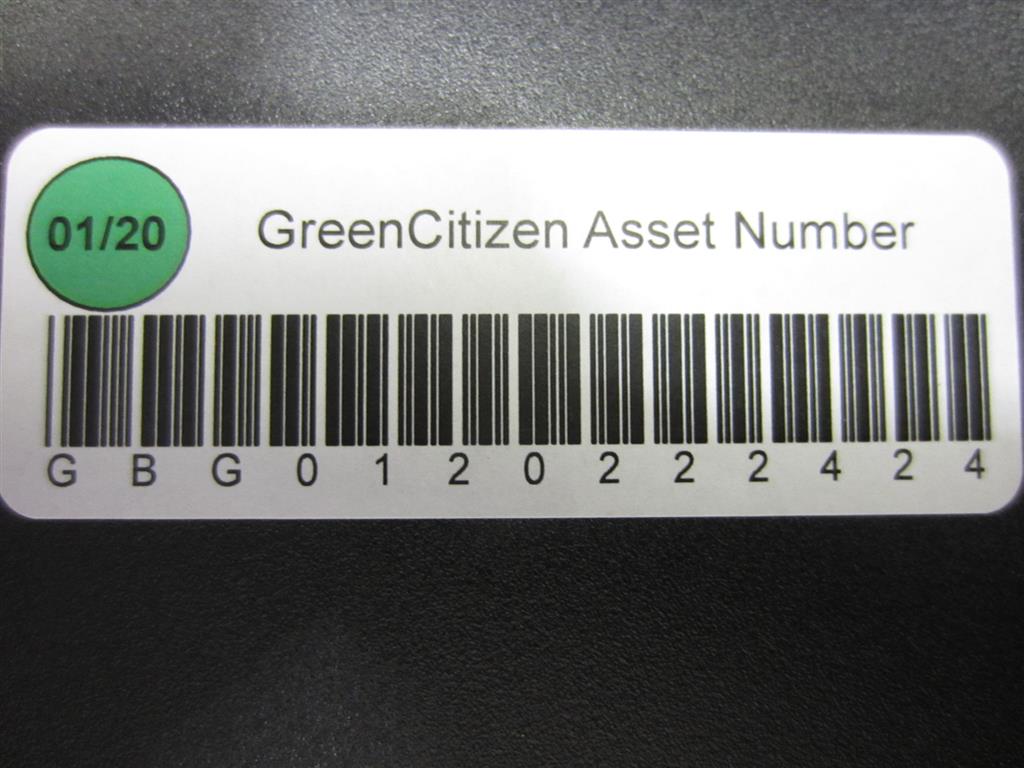 01/20
GreenCitizen Asset Number
G B G 0 1 2 0 2 2 2 4 2 4